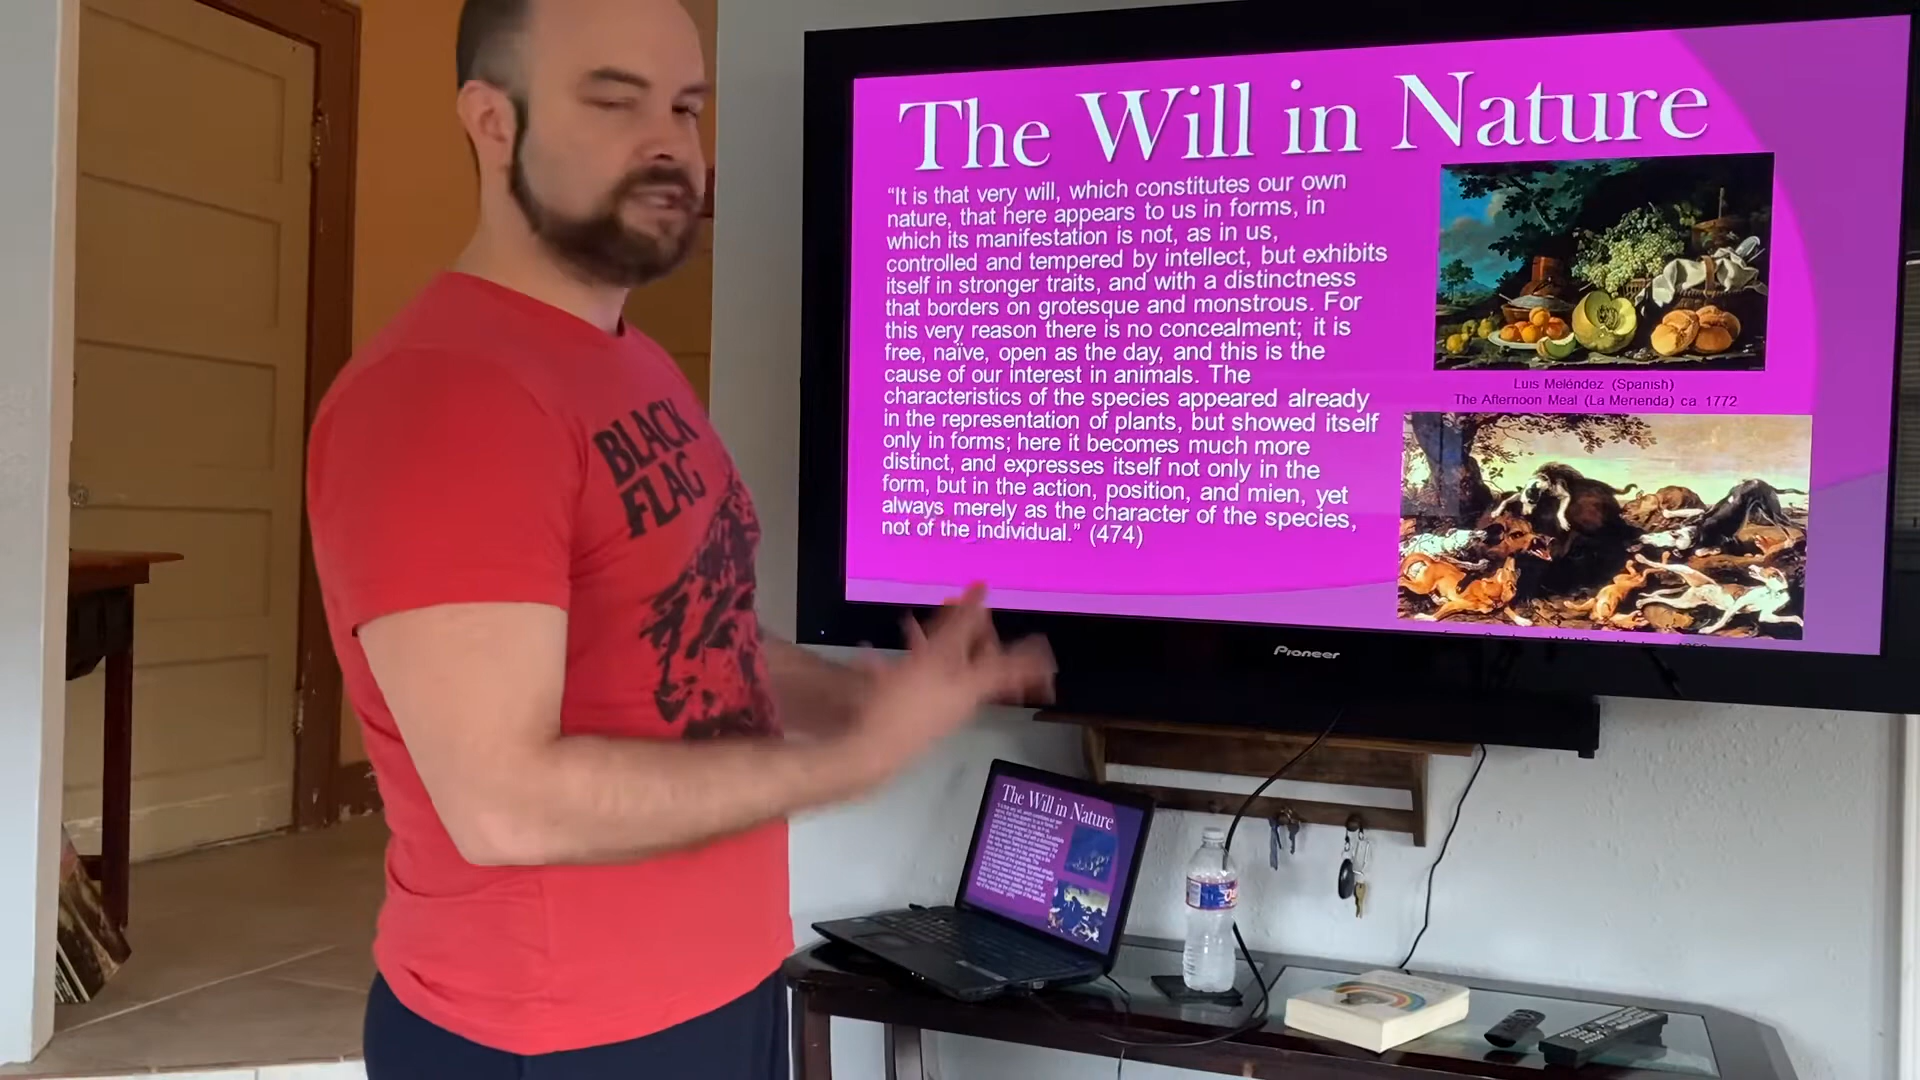 The Will in Nature
“It is that very will, which constitutes our own
nature, that here appears to us in forms, in
which its manifestation is not, as in us,
controlled and tempered by intellect, but exhibits
itself in stronger traits, and with a distinctness
that borders on grotesque and monstrous. For
this very reason there is no concealment; it is
free, naïve, open as the day, and this is the
cause of our interest in animals. The
characteristics of the species appeared already
in the representation of plants, but showed itself
only in forms; here it becomes much more
distinct, and expresses itself not only in the
form, but in the action, position, and mien, yet
always merely as the character of the species,
not of the individual.” (474)
Luis Meléndez (Spanish)
The Afternoon Meal (La Merienda) ca 1772
Pioneer
BLACK
FLAG
The Will in Nature